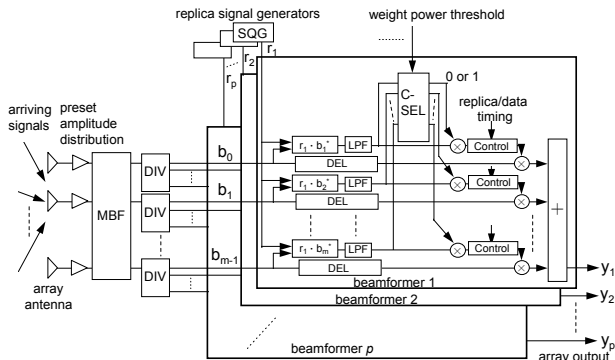 replica signal generators
weight power threshold
SQG
r1
r2
rp
0 or 1
C-
SEL
replica/data
timing
arriving
signals
preset
amplitude
distribution
b0
r1 · b1*
LPF
Control
DEL
DIV
b1
r1 · b2*
LPF
Control
DEL
MBF
DIV
bm-1
r1 · bm*
LPF
Control
DEL
DIV
+
array
antenna
beamformer 1
y1
beamformer 2
y2
beamformer p
yp
array output